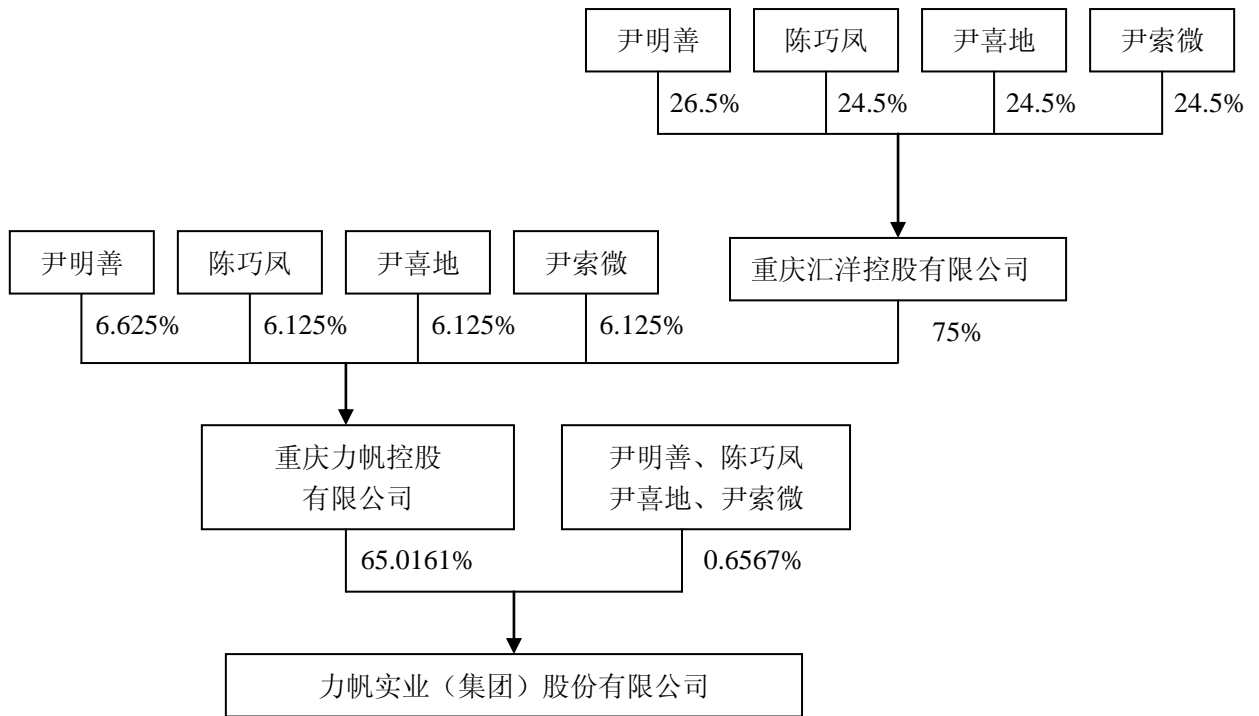 尹明善 陈巧凤 尹喜地 尹索微
26.5% 24.5% 24.5% 24.5%
尹明善 陈巧凤 尹喜地 尹索微 重庆汇洋控股有限公司
6.625% 6.125% 6.125% 6.125% 75%
重庆力帆控股
有限公司
尹明善、陈巧凤
尹喜地、尹索微
65.0161% 0.6567%
力帆实业（集团）股份有限公司